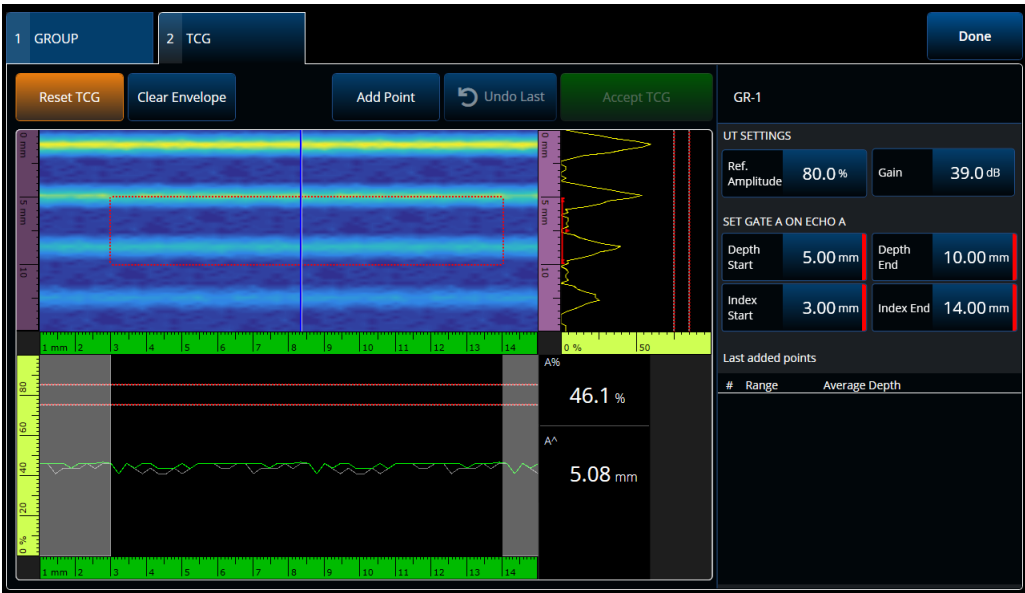 1 GROUP
2 TCG
Done
Reset TCG
Clear Envelope
Add Point
Undo Last
Accept TCG
GR-1
UT SETTINGS
Ref. Amplitude 80.0 %
Gain 39.0 dB
SET GATE A ON ECHO A
Depth Start 5.00 mm
Depth End 10.00 mm
Index Start 3.00 mm
Index End 14.00 mm
Last added points
# Range Average Depth
0 mm
5 mm
10
0 mm
5 mm
10
1 mm 2 3 4 5 6 7 8 9 10 11 12 13 14
0 % 50
80
60
40
20
0 %
A%
46.1 %
A^
5.08 mm
1 mm 2 3 4 5 6 7 8 9 10 11 12 13 14